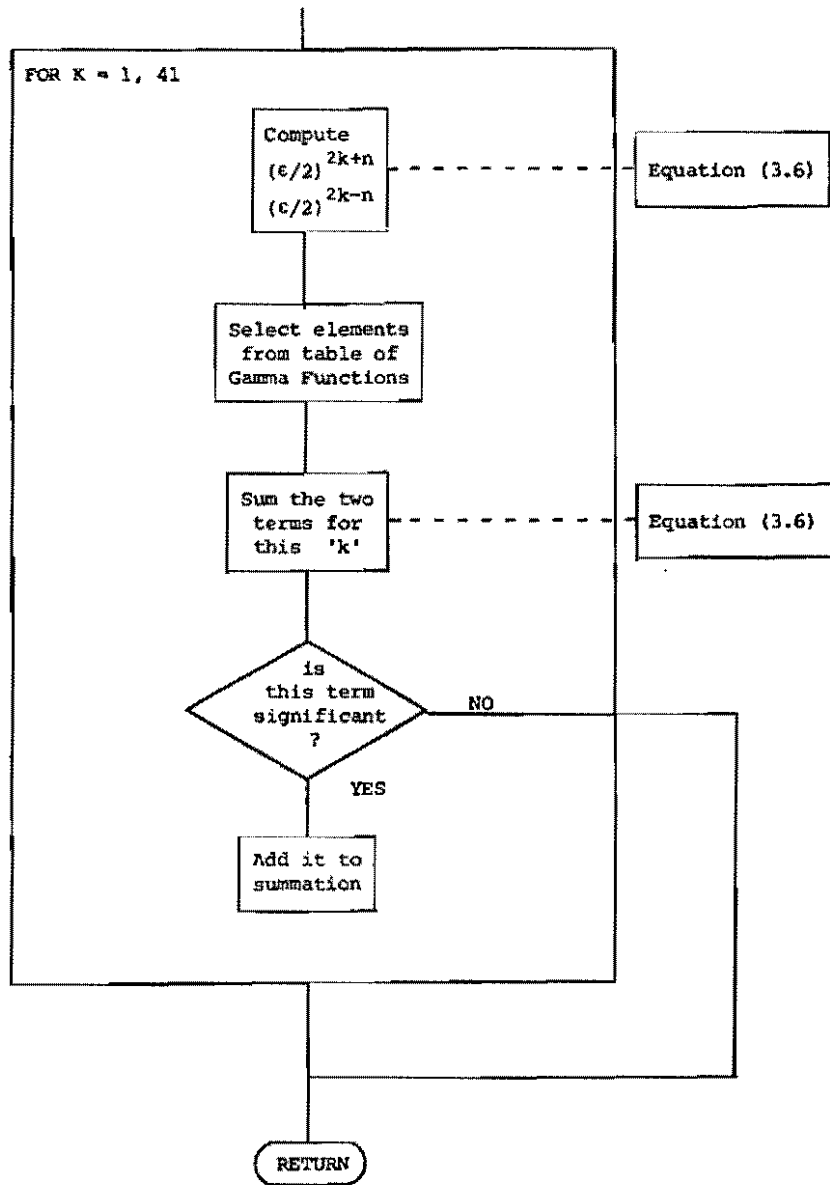 FOR K = 1, 41
Compute
(ε/2)^2k+n
(ε/2)^2k-n
Equation (3.6)
Select elements
from table of
Gamma Functions
Sum the two
terms for
this 'k'
Equation (3.6)
is
this term
significant
?
NO
YES
Add it to
summation
RETURN